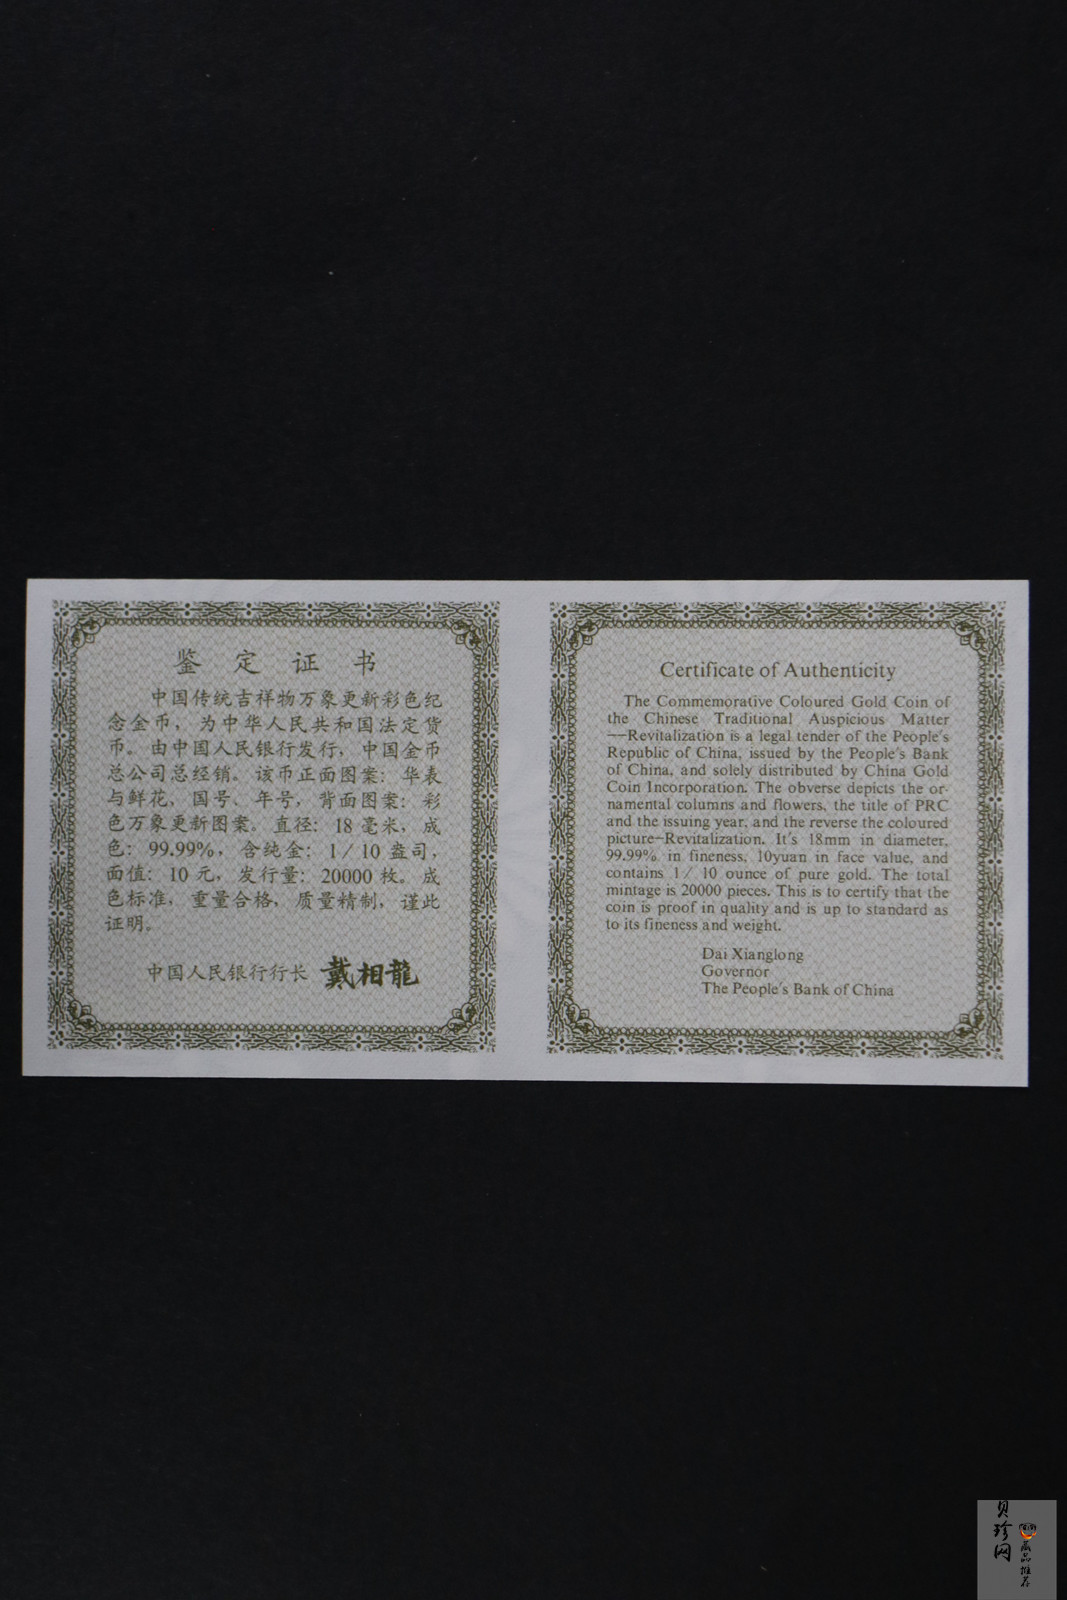 鉴 定 证 书
中国传统吉祥物万象更新彩色纪
念金币，为中华人民共和国法定货
币。由中国人民银行发行，中国金币
总公司总经销。该币正面图案：华表
与鲜花、国号、年号，背面图案：彩
色万象更新图案。直径：18毫米，成
色：99.99%，含纯金：1/10盎司，
面值：10元，发行量：20000枚。成
色标准，重量合格，质量精制，谨此
证明。
中国人民银行行长 戴相龍
Certificate of Authenticity
The Commemorative Coloured Gold Coin of
the Chinese Traditional Auspicious Matter
—Revitalization is a legal tender of the People's
Republic of China, issued by the People's Bank
of China, and solely distributed by China Gold
Coin Incorporation. The obverse depicts the or-
namental columns and flowers, the title of PRC
and the issuing year, and the reverse the coloured
picture-Revitalization. It's 18mm in diameter,
99.99% in fineness, 10yuan in face value, and
contains 1/10 ounce of pure gold. The total
mintage is 20000 pieces. This is to certify that the
coin is proof in quality and is up to standard as
to its fineness and weight.
Dai Xianglong
Governor
The People's Bank of China
贝珍网
藏品推荐